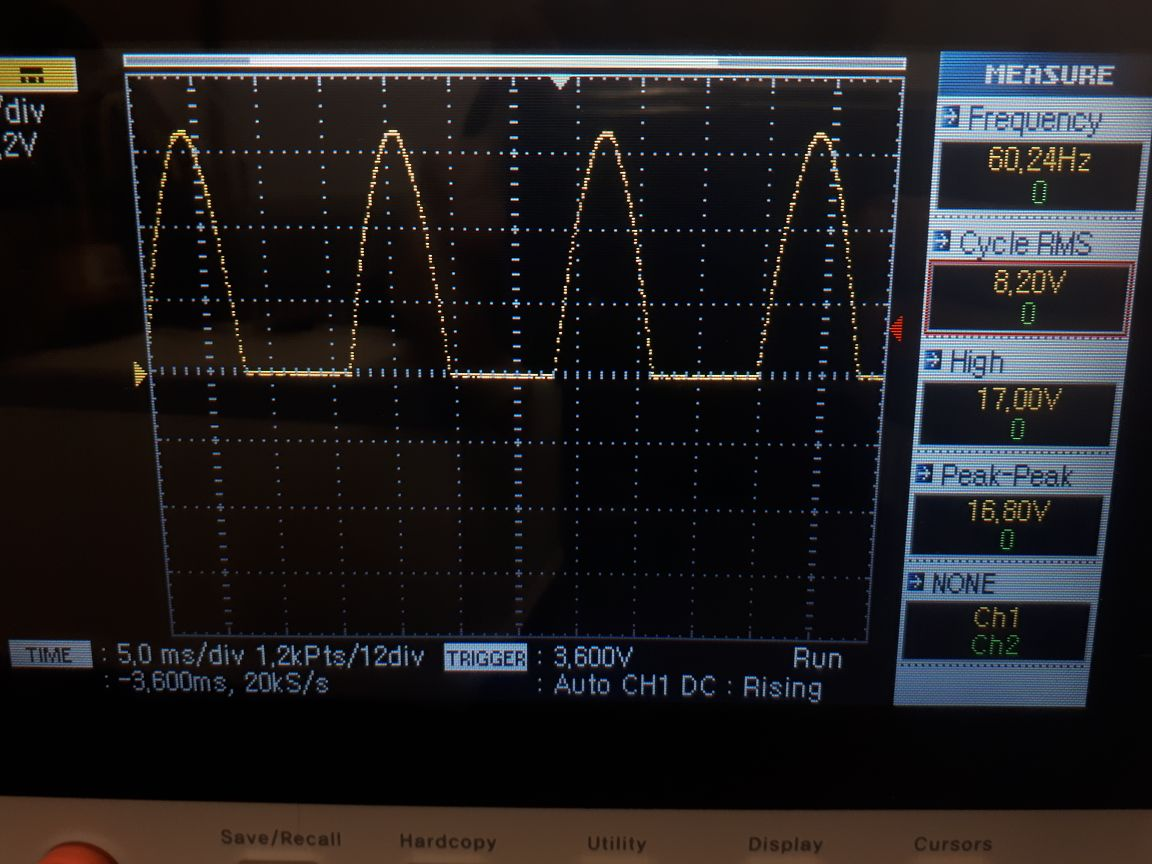 /div
.2V
MEASURE
Frequency
60,24Hz
0
Cycle RMS
8,20V
0
High
17,00V
0
Peak-Peak
16,80V
0
NONE
Ch1
Ch2
TIME : 5,0 ms/div 1,2kPts/12div TRIGGER : 3,600V Run
: -3,600ms, 20kS/s : Auto CH1 DC : Rising
Save/Recall Hardcopy Utility Display Cursors